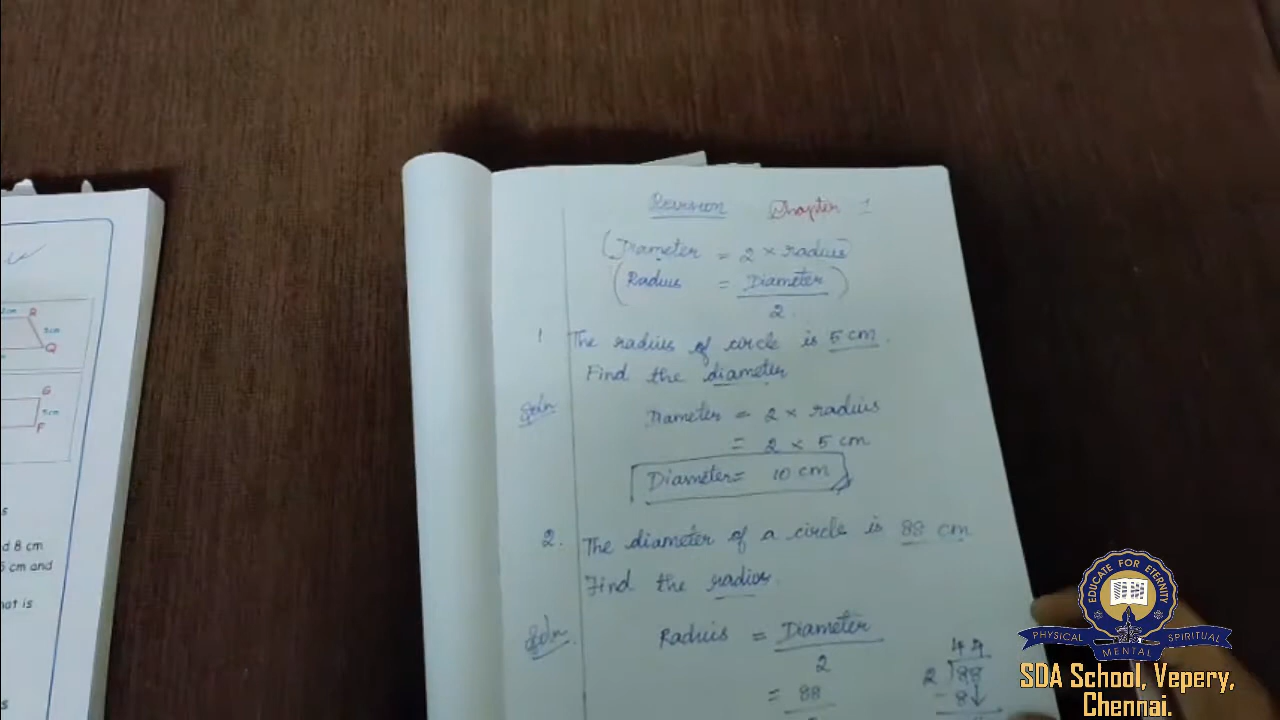 2cm R
5cm
Q
G
5cm
F
s
d 8 cm
5 cm and
hat is
s
Revision Chapter 1
(Diameter = 2 × radius)
(Radius = Diameter)
2
1 The radius of circle is 5 cm.
Find the diameter
Soln
Diameter = 2 × radius
= 2 × 5 cm
Diameter = 10 cm
2. The diameter of a circle is 88 cm
Find the radius.
Soln.
Radius = Diameter
2
= 88
44
2 88
- 8
EDUCATE FOR ETERNITY
PHYSICAL MENTAL SPIRITUAL
SDA School, Vepery,
Chennai.